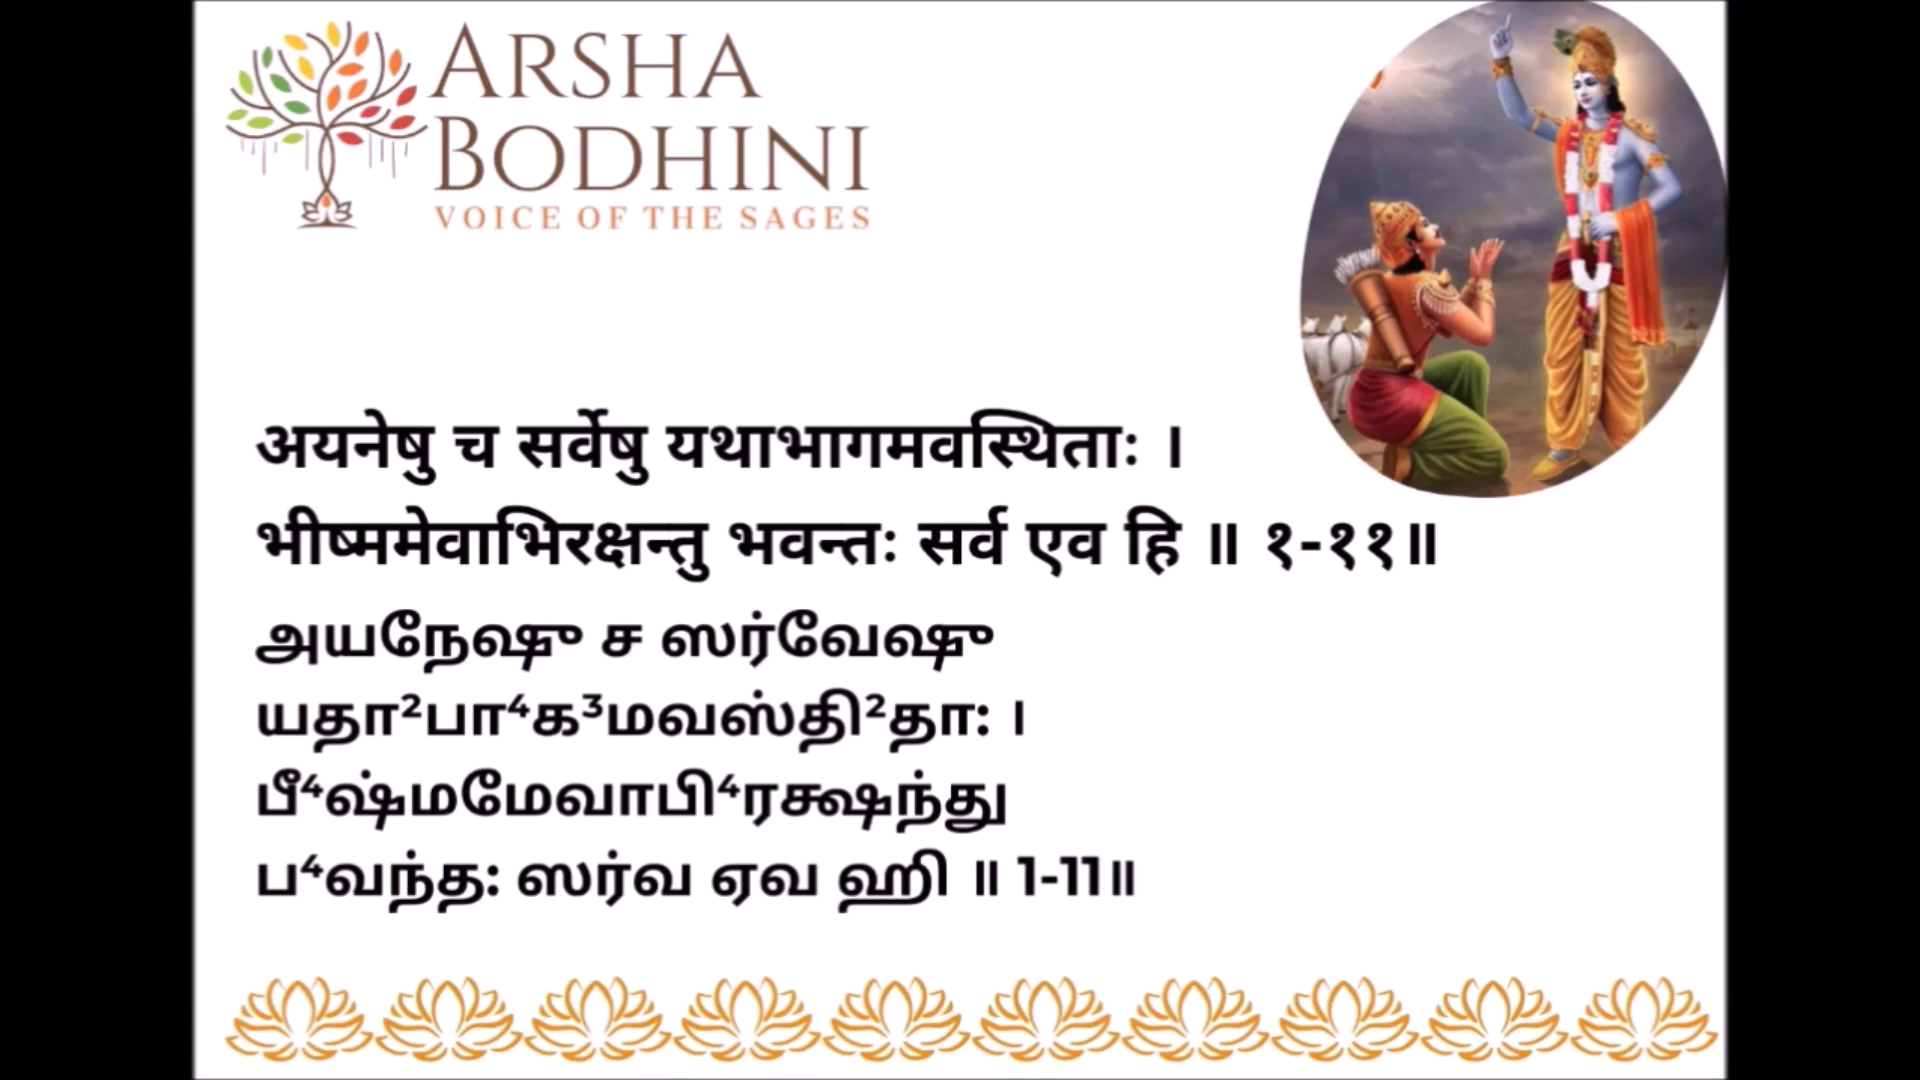 ARSHA
BODHINI
VOICE OF THE SAGES
अयनेषु च सर्वेषु यथाभागमवस्थिताः ।
भीष्ममेवाभिरक्षन्तु भवन्तः सर्व एव हि ॥ १-११॥
அயநேஷு ச ஸர்வேஷு
யதா²பா⁴க³மவஸ்தி²தா: ।
பீ⁴ஷ்மமேவாபி⁴ரக்ஷந்து
ப⁴வந்த: ஸர்வ ஏவ ஹி ॥ 1-11॥